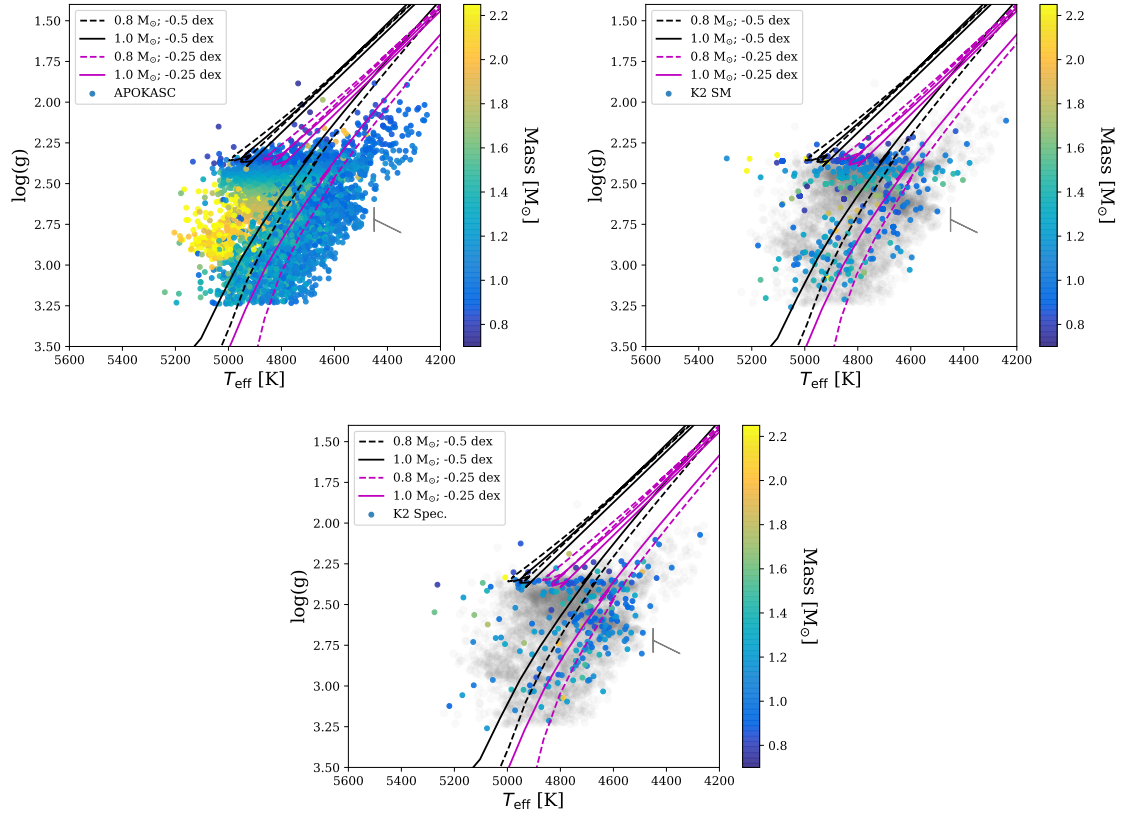 1.50
1.75
2.00
2.25
2.50
2.75
3.00
3.25
3.50
log(g)
5600 5400 5200 5000 4800 4600 4400 4200
T_eff [K]
0.8 M⊙; -0.5 dex
1.0 M⊙; -0.5 dex
0.8 M⊙; -0.25 dex
1.0 M⊙; -0.25 dex
APOKASC
2.2
2.0
1.8
1.6
1.4
1.2
1.0
0.8
Mass [M⊙]
1.50
1.75
2.00
2.25
2.50
2.75
3.00
3.25
3.50
log(g)
5600 5400 5200 5000 4800 4600 4400 4200
T_eff [K]
0.8 M⊙; -0.5 dex
1.0 M⊙; -0.5 dex
0.8 M⊙; -0.25 dex
1.0 M⊙; -0.25 dex
K2 SM
2.2
2.0
1.8
1.6
1.4
1.2
1.0
0.8
Mass [M⊙]
1.50
1.75
2.00
2.25
2.50
2.75
3.00
3.25
3.50
log(g)
5600 5400 5200 5000 4800 4600 4400 4200
T_eff [K]
0.8 M⊙; -0.5 dex
1.0 M⊙; -0.5 dex
0.8 M⊙; -0.25 dex
1.0 M⊙; -0.25 dex
K2 Spec.
2.2
2.0
1.8
1.6
1.4
1.2
1.0
0.8
Mass [M⊙]